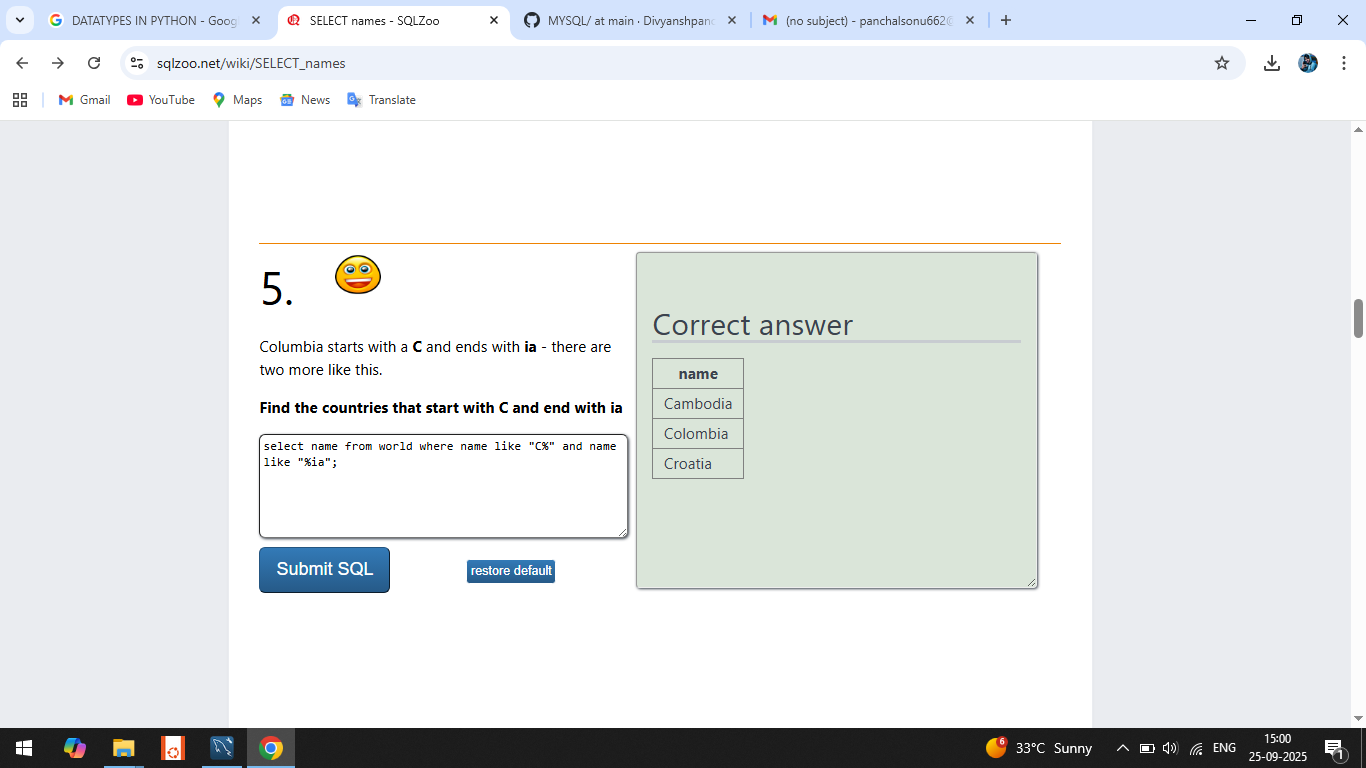 DATATYPES IN PYTHON - Goog
SELECT names - SQLZoo
MYSQL/ at main · Divyanshpan
(no subject) - panchalsonu662@
sqlzoo.net/wiki/SELECT_names
Gmail
YouTube
Maps
News
Translate
5.
Columbia starts with a C and ends with ia - there are
two more like this.
Find the countries that start with C and end with ia
select name from world where name like "C%" and name
like "%ia";
Submit SQL
restore default
Correct answer
name
Cambodia
Colombia
Croatia
6
33°C Sunny
ENG
15:00
25-09-2025
1